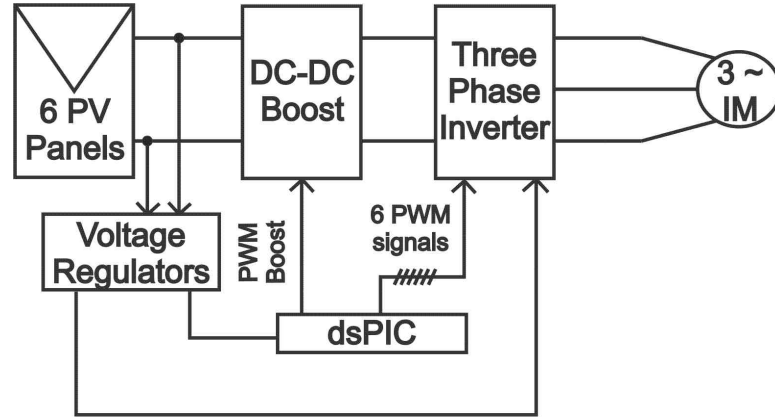 6 PV
Panels
DC-DC
Boost
Three
Phase
Inverter
3 ~
IM
Voltage
Regulators
PWM
Boost
6 PWM
signals
dsPIC